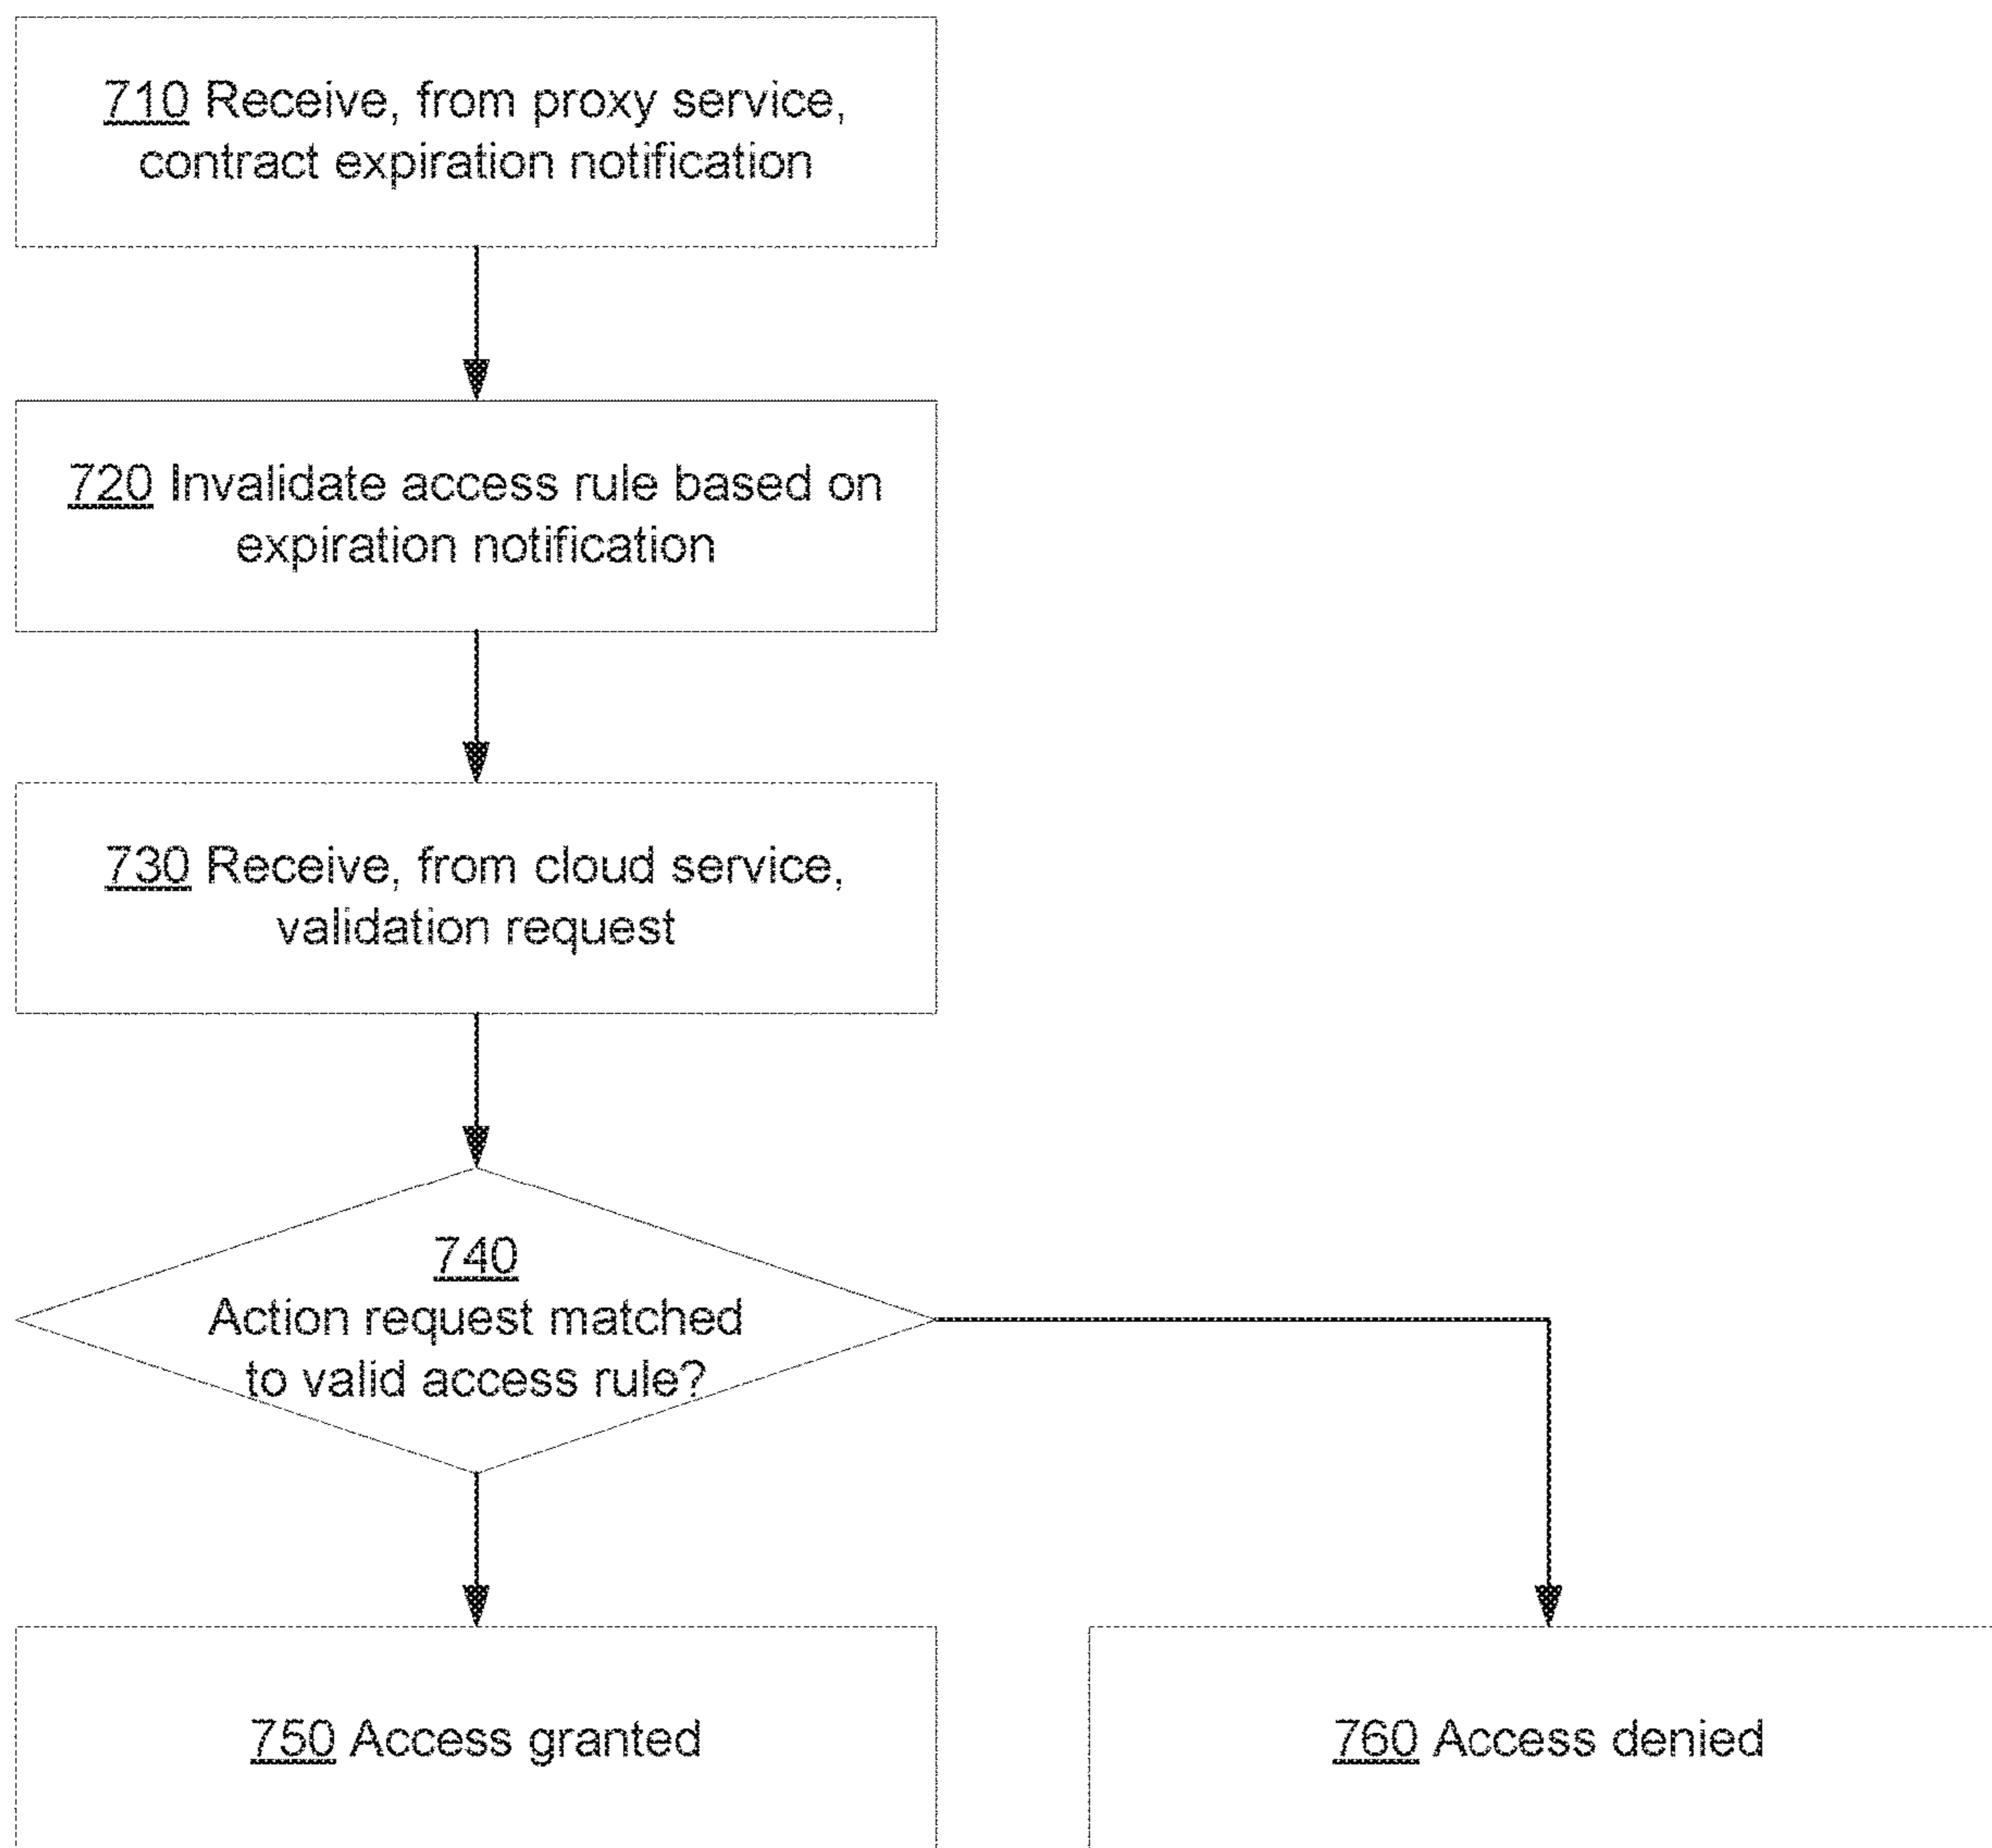 710 Receive, from proxy service,
contract expiration notification
720 Invalidate access rule based on
expiration notification
730 Receive, from cloud service,
validation request
740
Action request matched
to valid access rule?
750 Access granted
760 Access denied